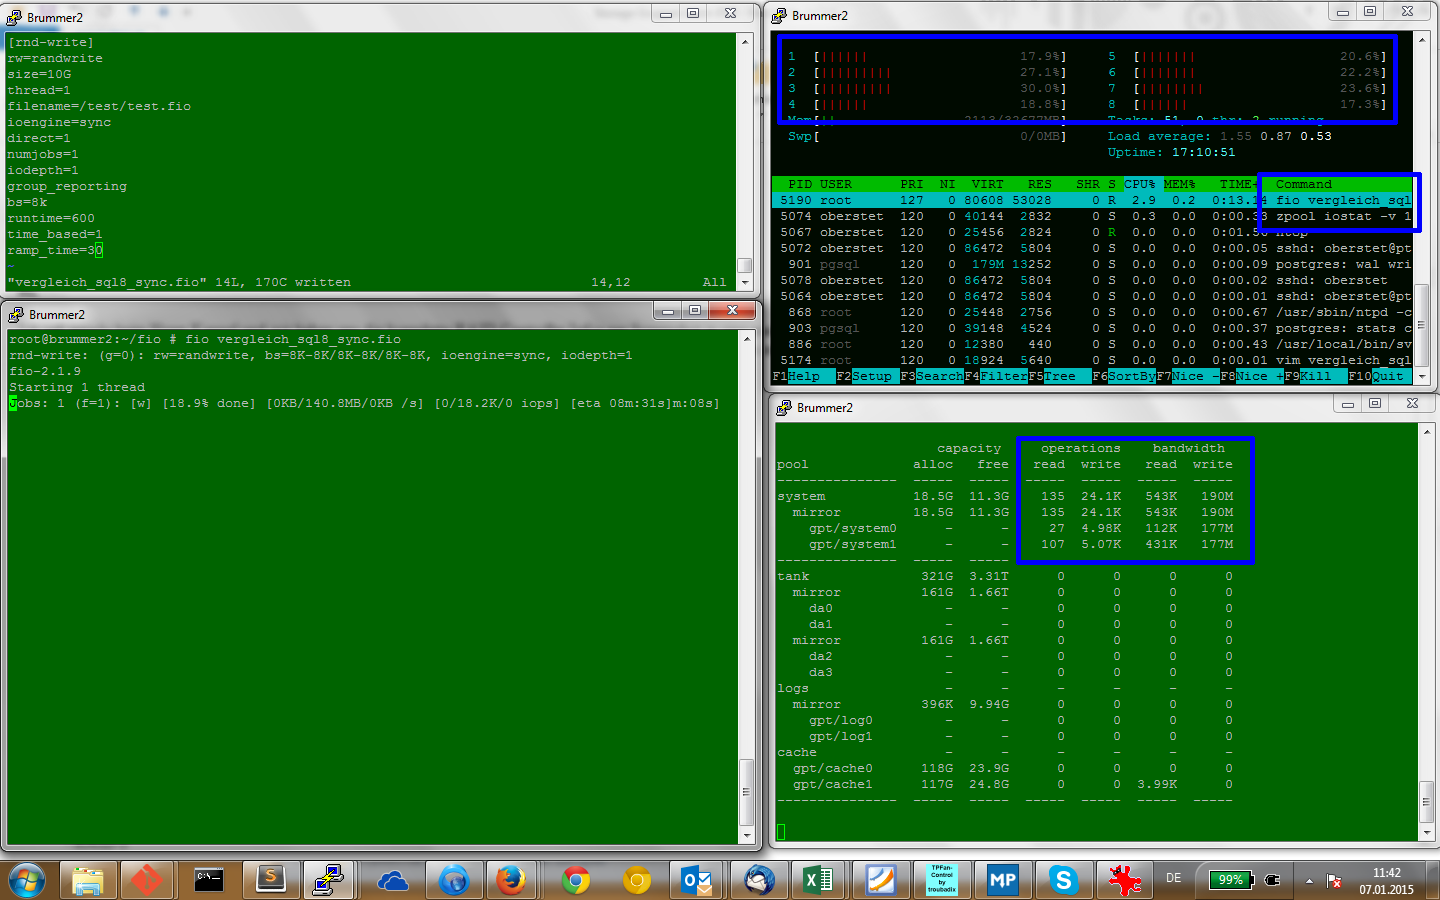 Brummer2
[rnd-write]
rw=randwrite
size=10G
thread=1
filename=/test/test.fio
ioengine=sync
direct=1
numjobs=1
iodepth=1
group_reporting
bs=8k
runtime=600
time_based=1
ramp_time=30
~
"vergleich_sql8_sync.fio" 14L, 170C written 14,12 All
Brummer2
root@brummer2:~/fio # fio vergleich_sql8_sync.fio
rnd-write: (g=0): rw=randwrite, bs=8K-8K/8K-8K/8K-8K, ioengine=sync, iodepth=1
fio-2.1.9
Starting 1 thread
Jobs: 1 (f=1): [w] [18.9% done] [0KB/140.8MB/0KB /s] [0/18.2K/0 iops] [eta 08m:31s]m:08s]
Brummer2
1 [|||||| 17.9%] 5 [||||||| 20.6%]
2 [||||||||| 27.1%] 6 [||||||| 22.2%]
3 [||||||||| 30.0%] 7 [|||||||| 23.6%]
4 [|||||| 18.8%] 8 [|||||| 17.3%]
Mem[|| 2113/32677MB] Tasks: 51, 0 thr; 2 running
Swp[ 0/0MB] Load average: 1.55 0.87 0.53
Uptime: 17:10:51
PID USER PRI NI VIRT RES SHR S CPU% MEM% TIME+ Command
5190 root 127 0 80608 53028 0 R 2.9 0.2 0:13.14 fio vergleich_sql
5074 oberstet 120 0 40144 2832 0 S 0.3 0.0 0:00.33 zpool iostat -v 1
5067 oberstet 120 0 25456 2824 0 R 0.0 0.0 0:01.56 htop
5072 oberstet 120 0 86472 5804 0 S 0.0 0.0 0:00.05 sshd: oberstet@pt
901 pgsql 120 0 179M 13252 0 S 0.0 0.0 0:00.09 postgres: wal wri
5078 oberstet 120 0 86472 5804 0 S 0.0 0.0 0:00.02 sshd: oberstet
5064 oberstet 120 0 86472 5804 0 S 0.0 0.0 0:00.01 sshd: oberstet@pt
868 root 120 0 25448 2756 0 S 0.0 0.0 0:00.67 /usr/sbin/ntpd -c
903 pgsql 120 0 39148 4524 0 S 0.0 0.0 0:00.37 postgres: stats c
886 root 120 0 12380 440 0 S 0.0 0.0 0:00.43 /usr/local/bin/sv
5174 root 120 0 18924 5640 0 S 0.0 0.0 0:00.01 vim vergleich_sql
F1Help F2Setup F3SearchF4FilterF5Tree F6SortByF7Nice -F8Nice +F9Kill F10Quit
Brummer2
capacity operations bandwidth
pool alloc free read write read write
--------------- ----- ----- ----- ----- ----- -----
system 18.5G 11.3G 135 24.1K 543K 190M
mirror 18.5G 11.3G 135 24.1K 543K 190M
gpt/system0 - - 27 4.98K 112K 177M
gpt/system1 - - 107 5.07K 431K 177M
--------------- ----- ----- ----- ----- ----- -----
tank 321G 3.31T 0 0 0 0
mirror 161G 1.66T 0 0 0 0
da0 - - 0 0 0 0
da1 - - 0 0 0 0
mirror 161G 1.66T 0 0 0 0
da2 - - 0 0 0 0
da3 - - 0 0 0 0
logs - - - - - -
mirror 396K 9.94G 0 0 0 0
gpt/log0 - - 0 0 0 0
gpt/log1 - - 0 0 0 0
cache - - - - - -
gpt/cache0 118G 23.9G 0 0 0 0
gpt/cache1 117G 24.8G 0 0 3.99K 0
--------------- ----- ----- ----- ----- ----- -----
C:\_
S
TPFan-
Control
by
troubadix
MP
S
DE
99%
11:42
07.01.2015